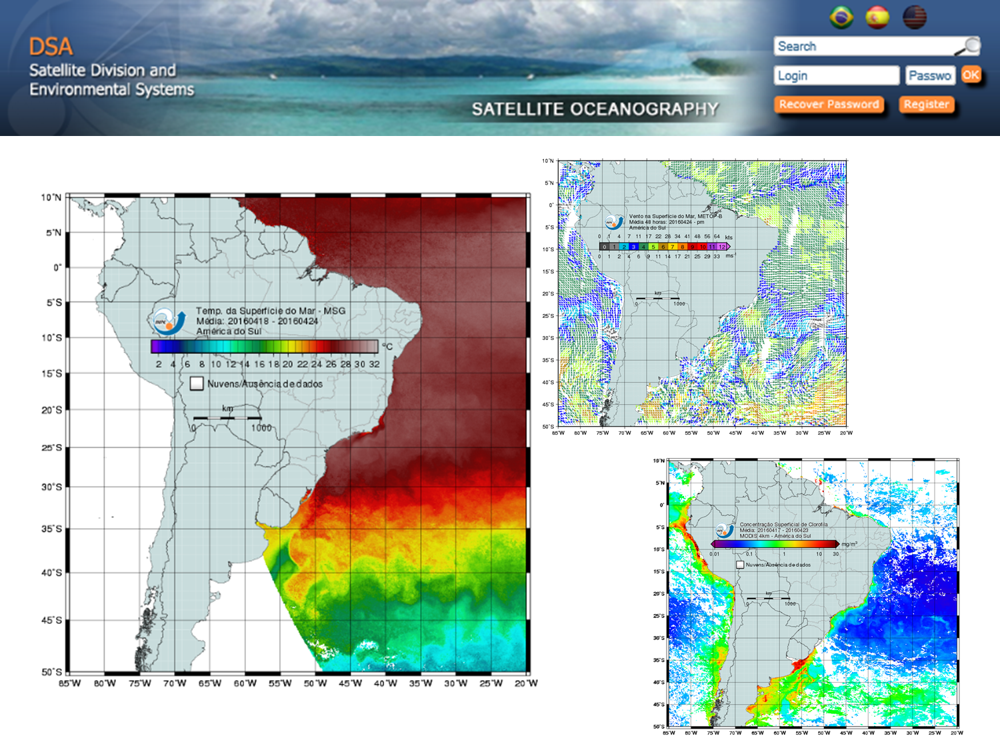 DSA
Satellite Division and
Environmental Systems
SATELLITE OCEANOGRAPHY
Search
Login
Passwo
OK
Recover Password
Register
10°N
5°N
0°
5°S
10°S
15°S
20°S
25°S
30°S
35°S
40°S
45°S
50°S
85°W 80°W 75°W 70°W 65°W 60°W 55°W 50°W 45°W 40°W 35°W 30°W 25°W 20°W
INPE
Temp. da Superfície do Mar - MSG
Média: 20160418 - 20160424
América do Sul
°C
2 4 6 8 10 12 14 16 18 20 22 24 26 28 30 32
Nuvens/Ausência de dados
km
0 1000
10°N
5°N
0°
5°S
10°S
15°S
20°S
25°S
30°S
35°S
40°S
45°S
50°S
85°W 80°W 75°W 70°W 65°W 60°W 55°W 50°W 45°W 40°W 35°W 30°W 25°W 20°W
Vento na Superfície do Mar, METOP-B
Média 48 horas: 20160424 - pm
América do Sul
0 1 4 7 11 17 22 28 34 41 48 56 64 kts
0 1 2 3 4 5 6 7 8 9 10 11 12
0 1 2 4 6 9 11 14 17 21 25 29 33 ms⁻¹
km
0 1000
10°N
5°N
0°
5°S
10°S
15°S
20°S
25°S
30°S
35°S
40°S
45°S
50°S
85°W 80°W 75°W 70°W 65°W 60°W 55°W 50°W 45°W 40°W 35°W 30°W 25°W 20°W
Concentração Superficial de Clorofila
Média: 20160417 - 20160423
MODIS 4km - América do Sul
mg/m³
0.01 0.1 1 10 30
Nuvens/Ausência de dados
km
0 1000